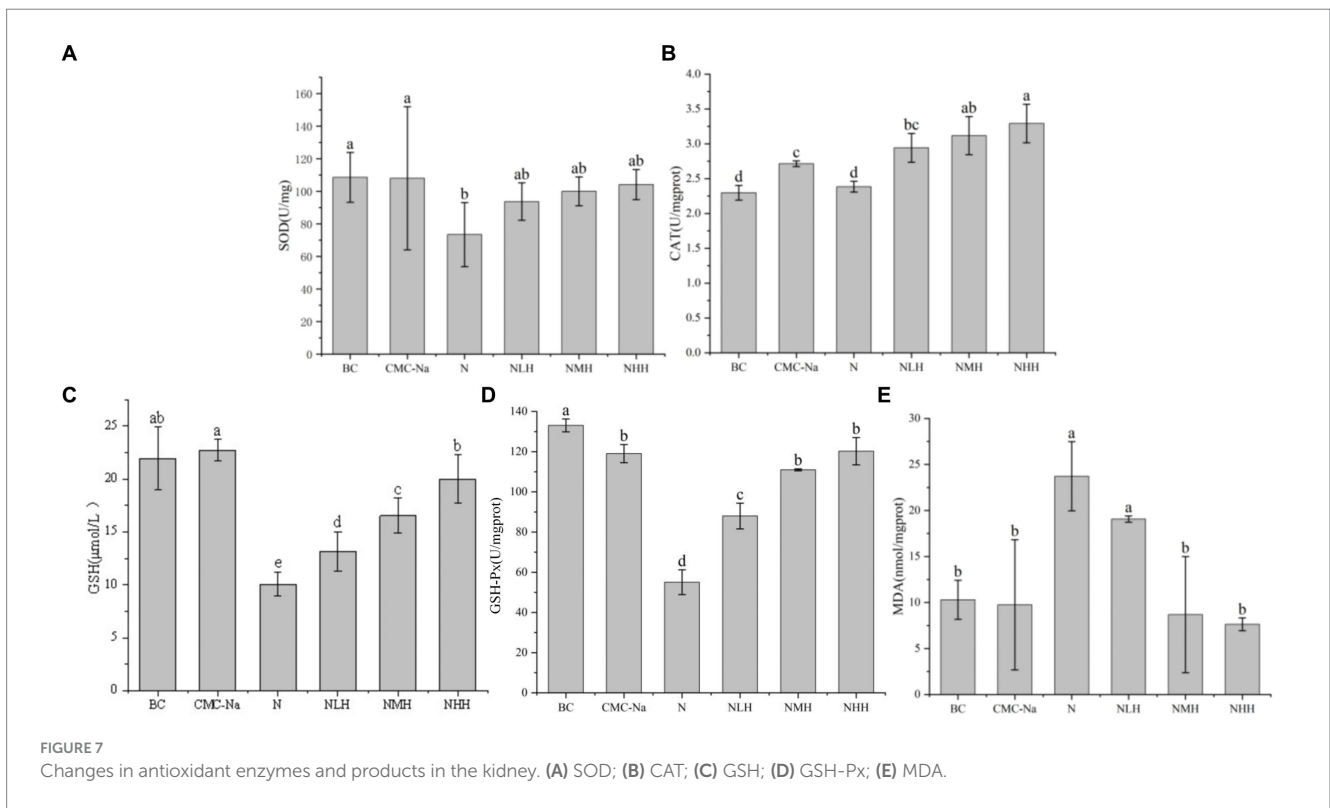 A
SOD(U/mg)
160
140
120
100
80
60
40
20
0
a
a
b
ab
ab
ab
BC CMC-Na N NLH NMH NHH
B
CAT(U/mgprot)
4.0
3.5
3.0
2.5
2.0
1.5
1.0
0.5
0.0
d
c
d
bc
ab
a
BC CMC-Na N NLH NMH NHH
C
GSH(μmol/L)
25
20
15
10
5
0
ab
a
e
d
c
b
BC CMC-Na N NLH NMH NHH
D
GSH-Px(U/mgprot)
140
120
100
80
60
40
20
0
a
b
d
c
b
b
BC CMC-Na N NLH NMH NHH
E
MDA(nmol/mgprot)
30
25
20
15
10
5
0
b
b
a
a
b
b
BC CMC-Na N NLH NMH NHH
FIGURE 7
Changes in antioxidant enzymes and products in the kidney. (A) SOD; (B) CAT; (C) GSH; (D) GSH-Px; (E) MDA.